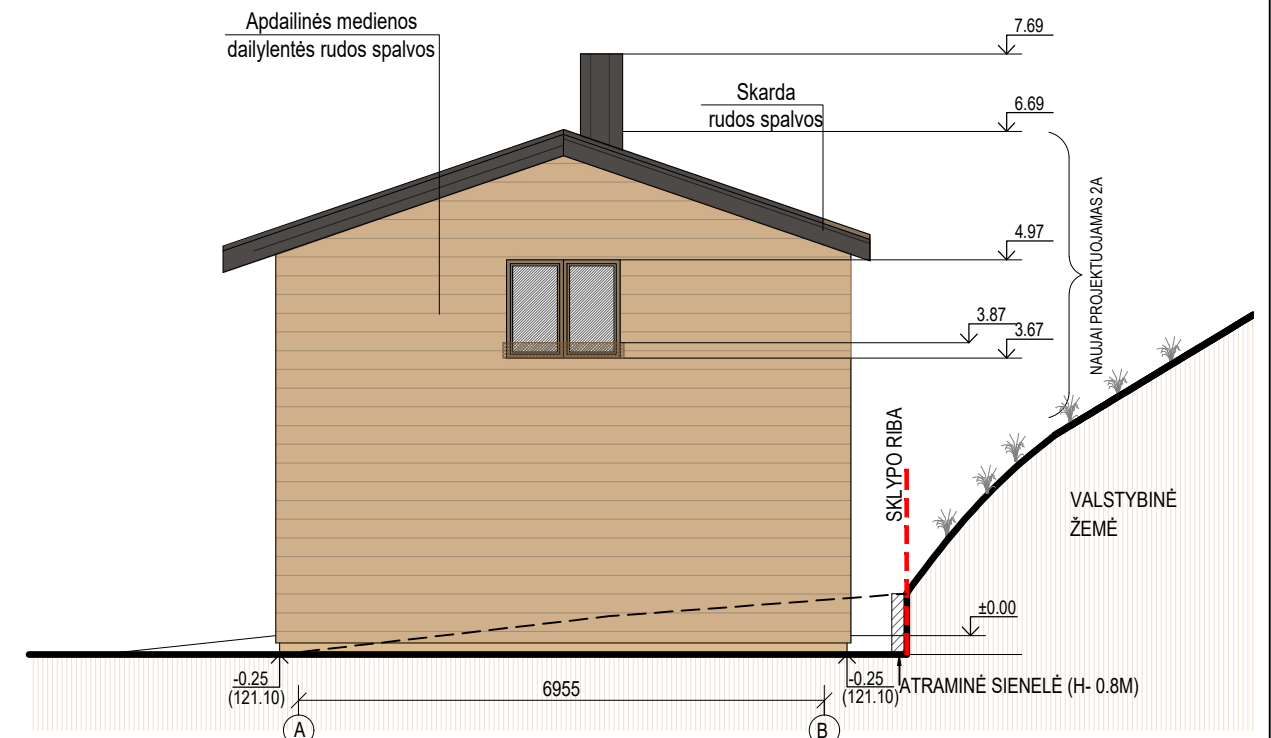 Apdailinės medienos
dailylentės rudos spalvos
7.69
Skarda
rudos spalvos
6.69
4.97
3.87
3.67
NAUJAI PROJEKTUOJAMAS 2A
SKLYPO RIBA
VALSTYBINĖ
ŽEMĖ
±0.00
-0.25
(121.10)
6955
-0.25
(121.10)
ATRAMINĖ SIENELĖ (H- 0.8M)
A
B